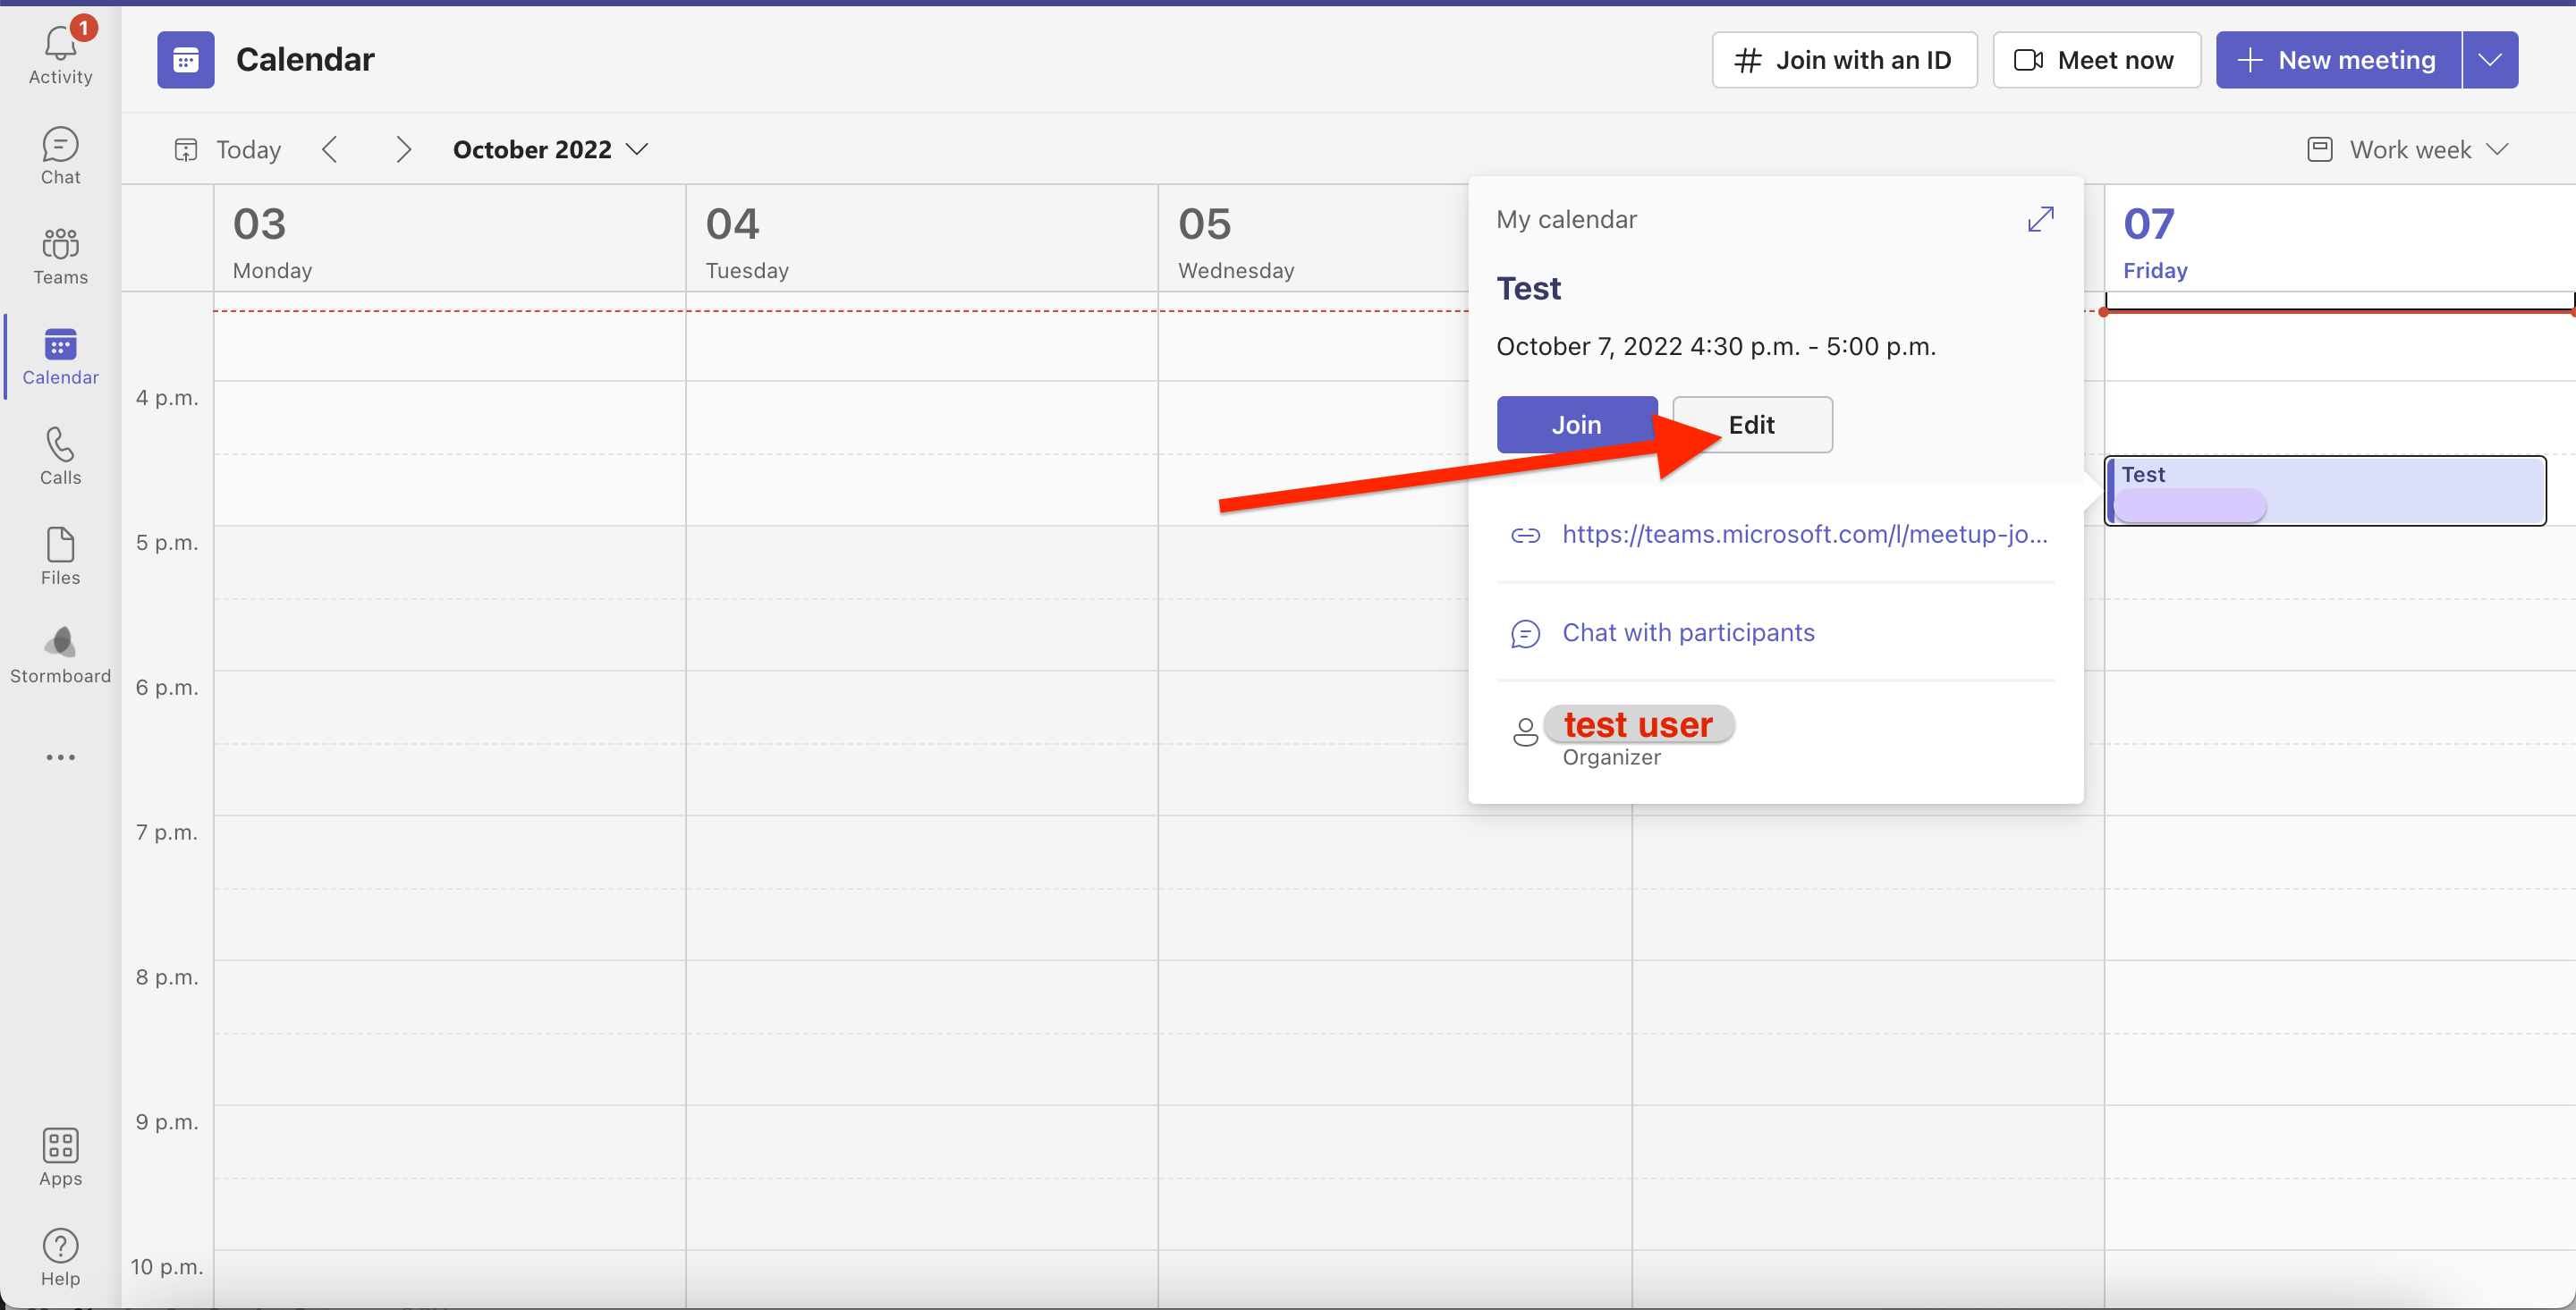 1
Activity
Chat
Teams
Calendar
Calls
Files
Stormboard
Apps
Help
Calendar
Join with an ID
Meet now
New meeting
Today
October 2022
Work week
03
Monday
04
Tuesday
05
Wednesday
07
Friday
4 p.m.
5 p.m.
6 p.m.
7 p.m.
8 p.m.
9 p.m.
10 p.m.
My calendar
Test
October 7, 2022 4:30 p.m. - 5:00 p.m.
Join
Edit
https://teams.microsoft.com/l/meetup-jo...
Chat with participants
test user
Organizer
Test